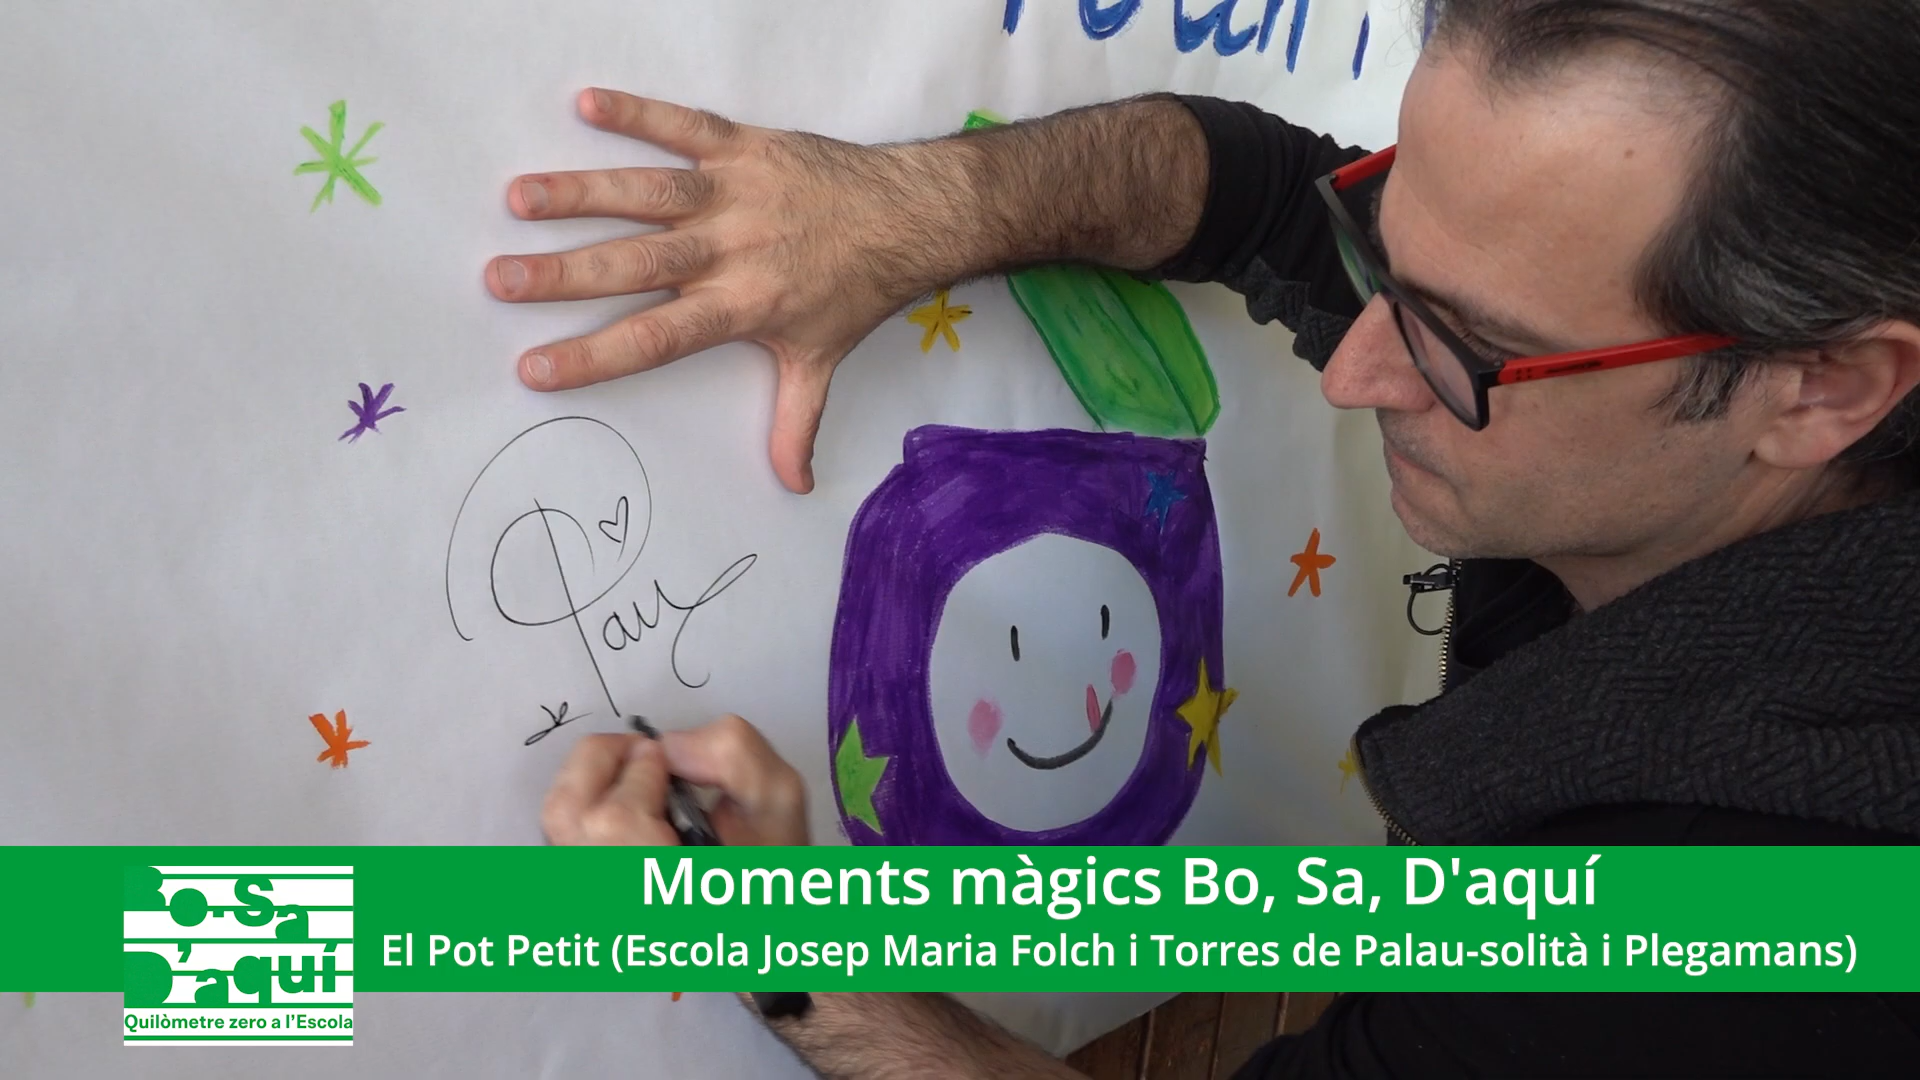 Folch i
Pau
Moments màgics Bo, Sa, D'aquí
El Pot Petit (Escola Josep Maria Folch i Torres de Palau-solità i Plegamans)
Bo. Sa
D'aquí
Quilòmetre zero a l'Escola